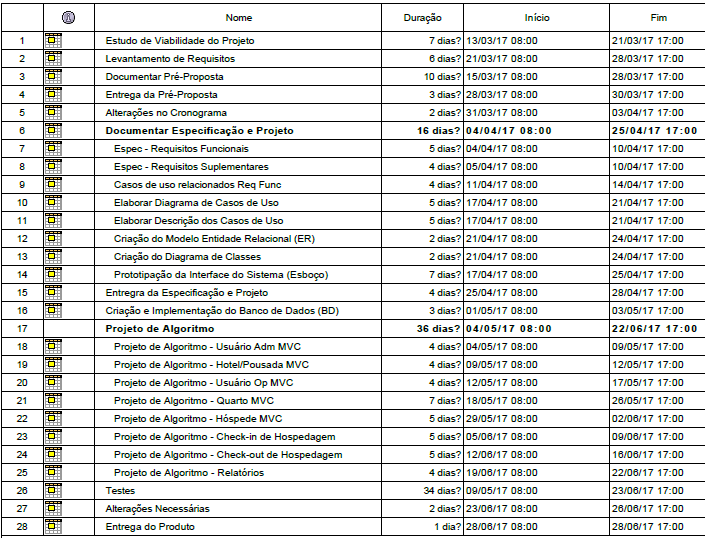 Nome Duração Início Fim
1 Estudo de Viabilidade do Projeto 7 dias? 13/03/17 08:00 21/03/17 17:00
2 Levantamento de Requisitos 6 dias? 21/03/17 08:00 28/03/17 17:00
3 Documentar Pré-Proposta 10 dias? 15/03/17 08:00 28/03/17 17:00
4 Entrega da Pré-Proposta 3 dias? 28/03/17 08:00 30/03/17 17:00
5 Alterações no Cronograma 2 dias? 31/03/17 08:00 03/04/17 17:00
6 Documentar Especificação e Projeto 16 dias? 04/04/17 08:00 25/04/17 17:00
7 Espec - Requisitos Funcionais 5 dias? 04/04/17 08:00 10/04/17 17:00
8 Espec - Requisitos Suplementares 4 dias? 05/04/17 08:00 10/04/17 17:00
9 Casos de uso relacionados Req Func 4 dias? 11/04/17 08:00 14/04/17 17:00
10 Elaborar Diagrama de Casos de Uso 5 dias? 17/04/17 08:00 21/04/17 17:00
11 Elaborar Descrição dos Casos de Uso 5 dias? 17/04/17 08:00 21/04/17 17:00
12 Criação do Modelo Entidade Relacional (ER) 2 dias? 21/04/17 08:00 24/04/17 17:00
13 Criação do Diagrama de Classes 2 dias? 21/04/17 08:00 24/04/17 17:00
14 Prototipação da Interface do Sistema (Esboço) 7 dias? 17/04/17 08:00 25/04/17 17:00
15 Entregra da Especificação e Projeto 4 dias? 25/04/17 08:00 28/04/17 17:00
16 Criação e Implementação do Banco de Dados (BD) 3 dias? 01/05/17 08:00 03/05/17 17:00
17 Projeto de Algoritmo 36 dias? 04/05/17 08:00 22/06/17 17:00
18 Projeto de Algoritmo - Usuário Adm MVC 4 dias? 04/05/17 08:00 09/05/17 17:00
19 Projeto de Algoritmo - Hotel/Pousada MVC 4 dias? 09/05/17 08:00 12/05/17 17:00
20 Projeto de Algoritmo - Usuário Op MVC 4 dias? 12/05/17 08:00 17/05/17 17:00
21 Projeto de Algoritmo - Quarto MVC 7 dias? 18/05/17 08:00 26/05/17 17:00
22 Projeto de Algoritmo - Hóspede MVC 5 dias? 29/05/17 08:00 02/06/17 17:00
23 Projeto de Algoritmo - Check-in de Hospedagem 5 dias? 05/06/17 08:00 09/06/17 17:00
24 Projeto de Algoritmo - Check-out de Hospedagem 5 dias? 12/06/17 08:00 16/06/17 17:00
25 Projeto de Algoritmo - Relatórios 4 dias? 19/06/17 08:00 22/06/17 17:00
26 Testes 34 dias? 09/05/17 08:00 23/06/17 17:00
27 Alterações Necessárias 2 dias? 23/06/17 08:00 26/06/17 17:00
28 Entrega do Produto 1 dia? 28/06/17 08:00 28/06/17 17:00